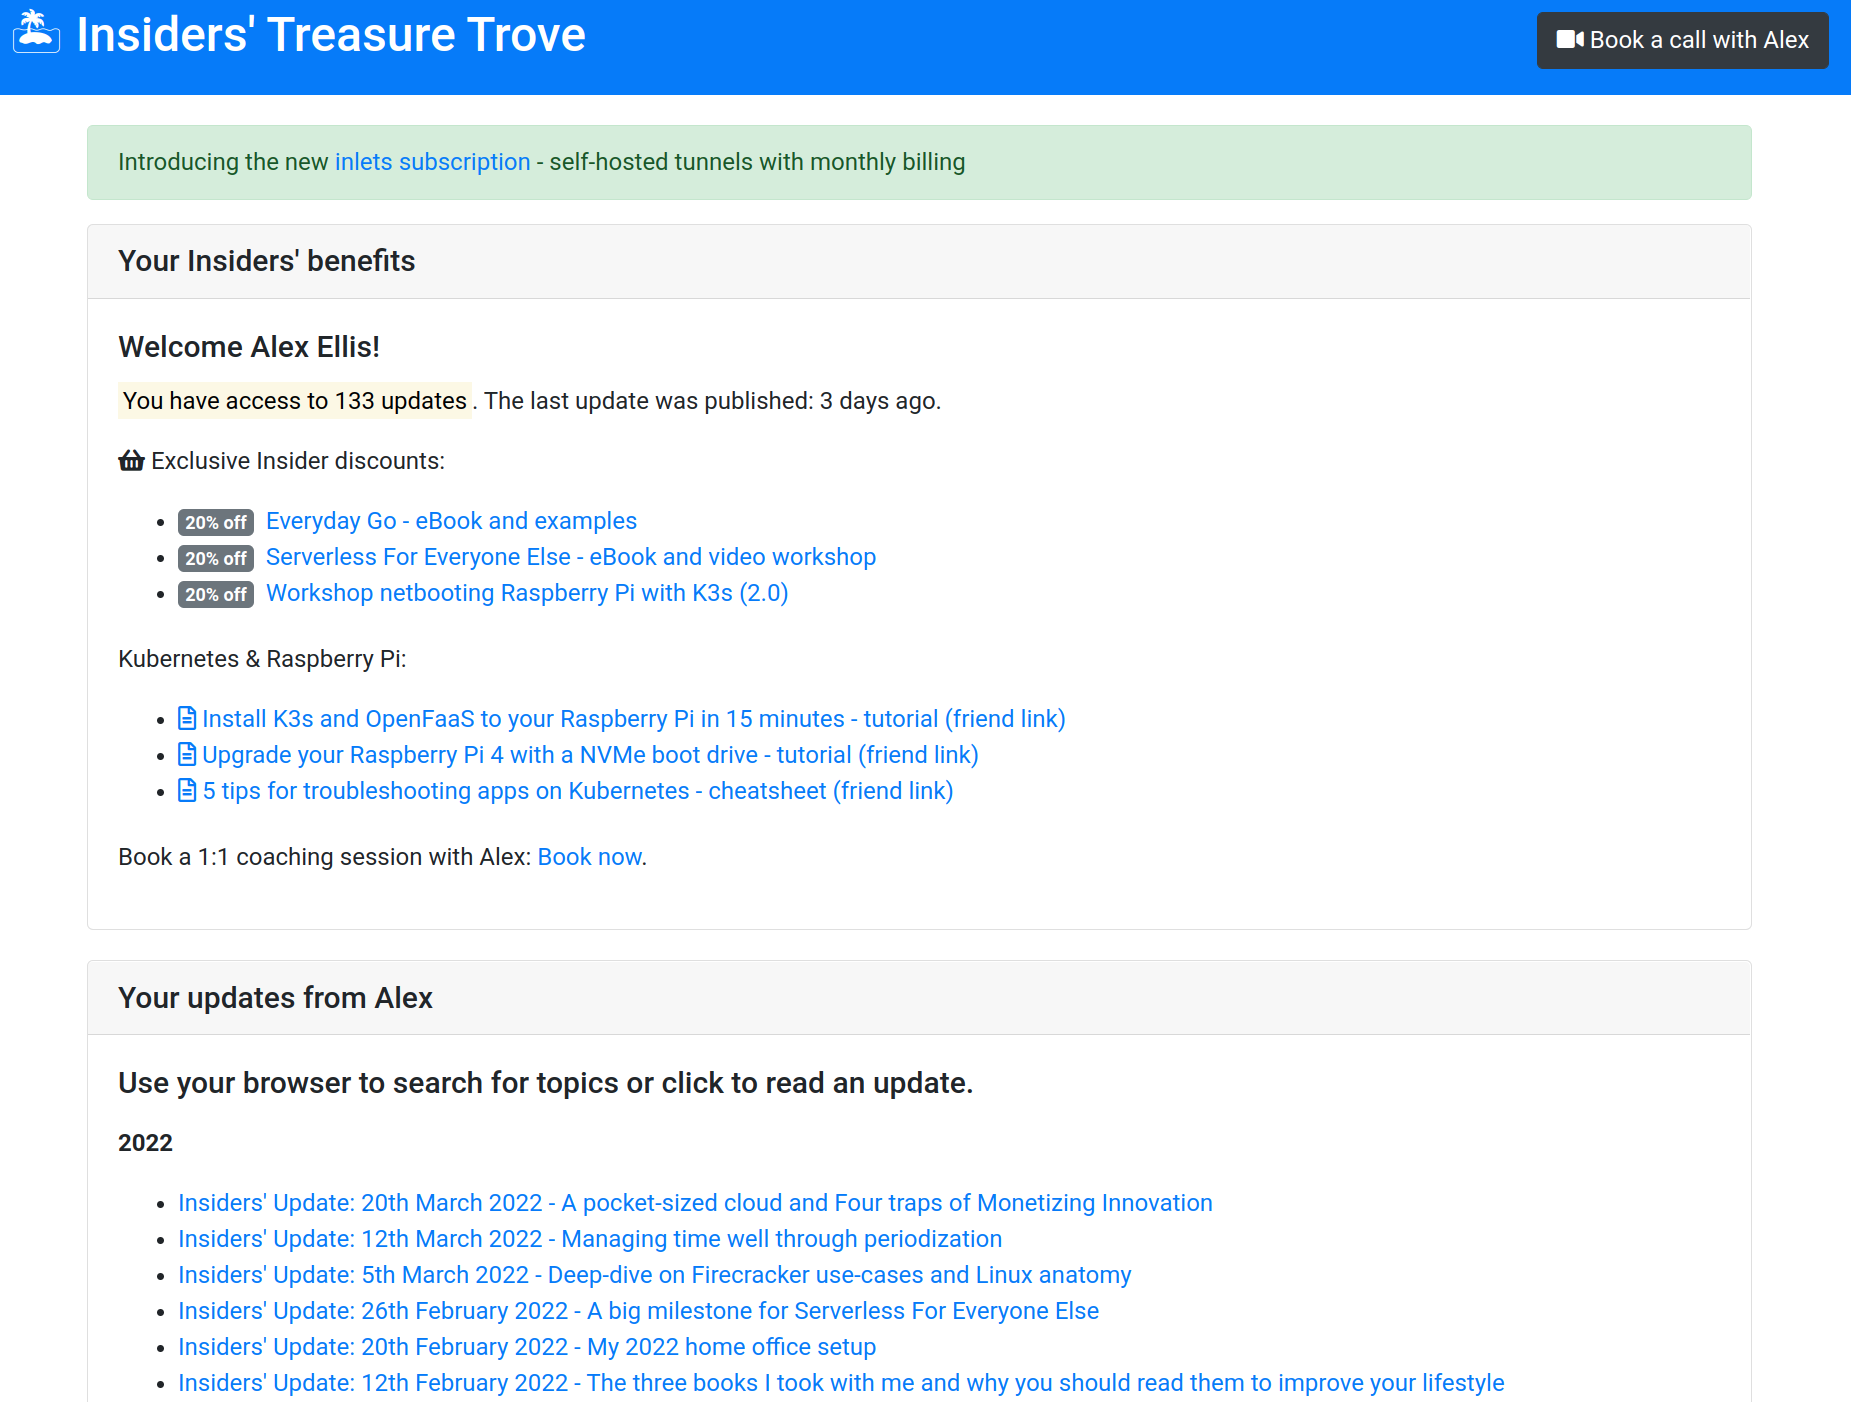 Insiders' Treasure Trove
Book a call with Alex
Introducing the new inlets subscription - self-hosted tunnels with monthly billing
Your Insiders' benefits
Welcome Alex Ellis!
You have access to 133 updates. The last update was published: 3 days ago.
Exclusive Insider discounts:
20% off Everyday Go - eBook and examples
20% off Serverless For Everyone Else - eBook and video workshop
20% off Workshop netbooting Raspberry Pi with K3s (2.0)
Kubernetes & Raspberry Pi:
Install K3s and OpenFaaS to your Raspberry Pi in 15 minutes - tutorial (friend link)
Upgrade your Raspberry Pi 4 with a NVMe boot drive - tutorial (friend link)
5 tips for troubleshooting apps on Kubernetes - cheatsheet (friend link)
Book a 1:1 coaching session with Alex: Book now.
Your updates from Alex
Use your browser to search for topics or click to read an update.
2022
Insiders' Update: 20th March 2022 - A pocket-sized cloud and Four traps of Monetizing Innovation
Insiders' Update: 12th March 2022 - Managing time well through periodization
Insiders' Update: 5th March 2022 - Deep-dive on Firecracker use-cases and Linux anatomy
Insiders' Update: 26th February 2022 - A big milestone for Serverless For Everyone Else
Insiders' Update: 20th February 2022 - My 2022 home office setup
Insiders' Update: 12th February 2022 - The three books I took with me and why you should read them to improve your lifestyle